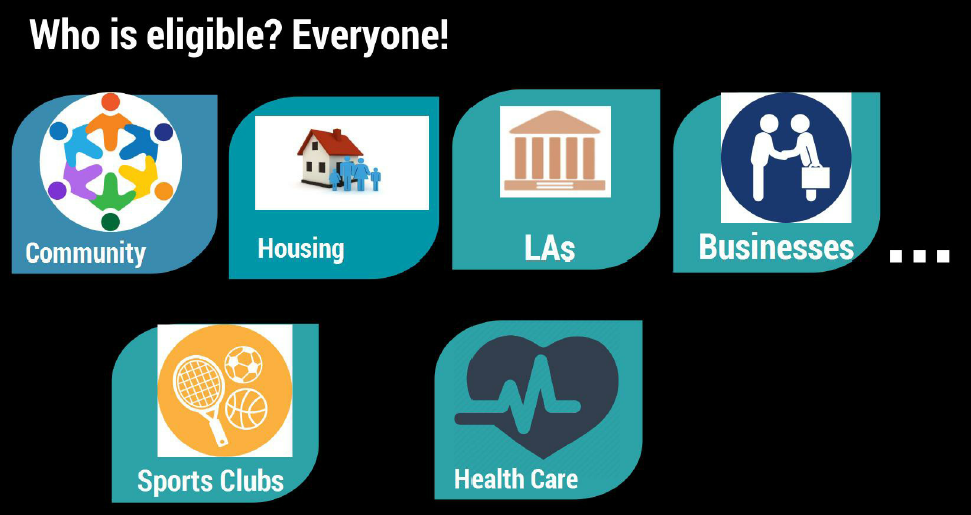 Who is eligible? Everyone!
Community
Housing
LAs
Businesses
...
Sports Clubs
Health Care